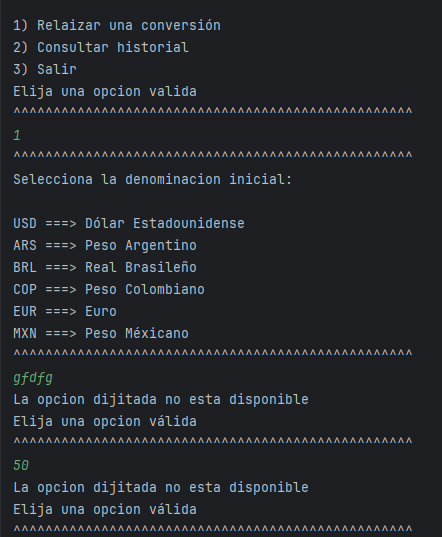 1) Relaizar una conversión
2) Consultar historial
3) Salir
Elija una opcion valida
^^^^^^^^^^^^^^^^^^^^^^^^^^^^^^^^^^^^^^^^^^^^^^^^^^
1
^^^^^^^^^^^^^^^^^^^^^^^^^^^^^^^^^^^^^^^^^^^^^^^^^^
Selecciona la denominacion inicial:
USD ===> Dólar Estadounidense
ARS ===> Peso Argentino
BRL ===> Real Brasileño
COP ===> Peso Colombiano
EUR ===> Euro
MXN ===> Peso Méxicano
^^^^^^^^^^^^^^^^^^^^^^^^^^^^^^^^^^^^^^^^^^^^^^^^^^
gfdfg
La opcion dijitada no esta disponible
Elija una opcion válida
^^^^^^^^^^^^^^^^^^^^^^^^^^^^^^^^^^^^^^^^^^^^^^^^^^
50
La opcion dijitada no esta disponible
Elija una opcion válida
^^^^^^^^^^^^^^^^^^^^^^^^^^^^^^^^^^^^^^^^^^^^^^^^^^